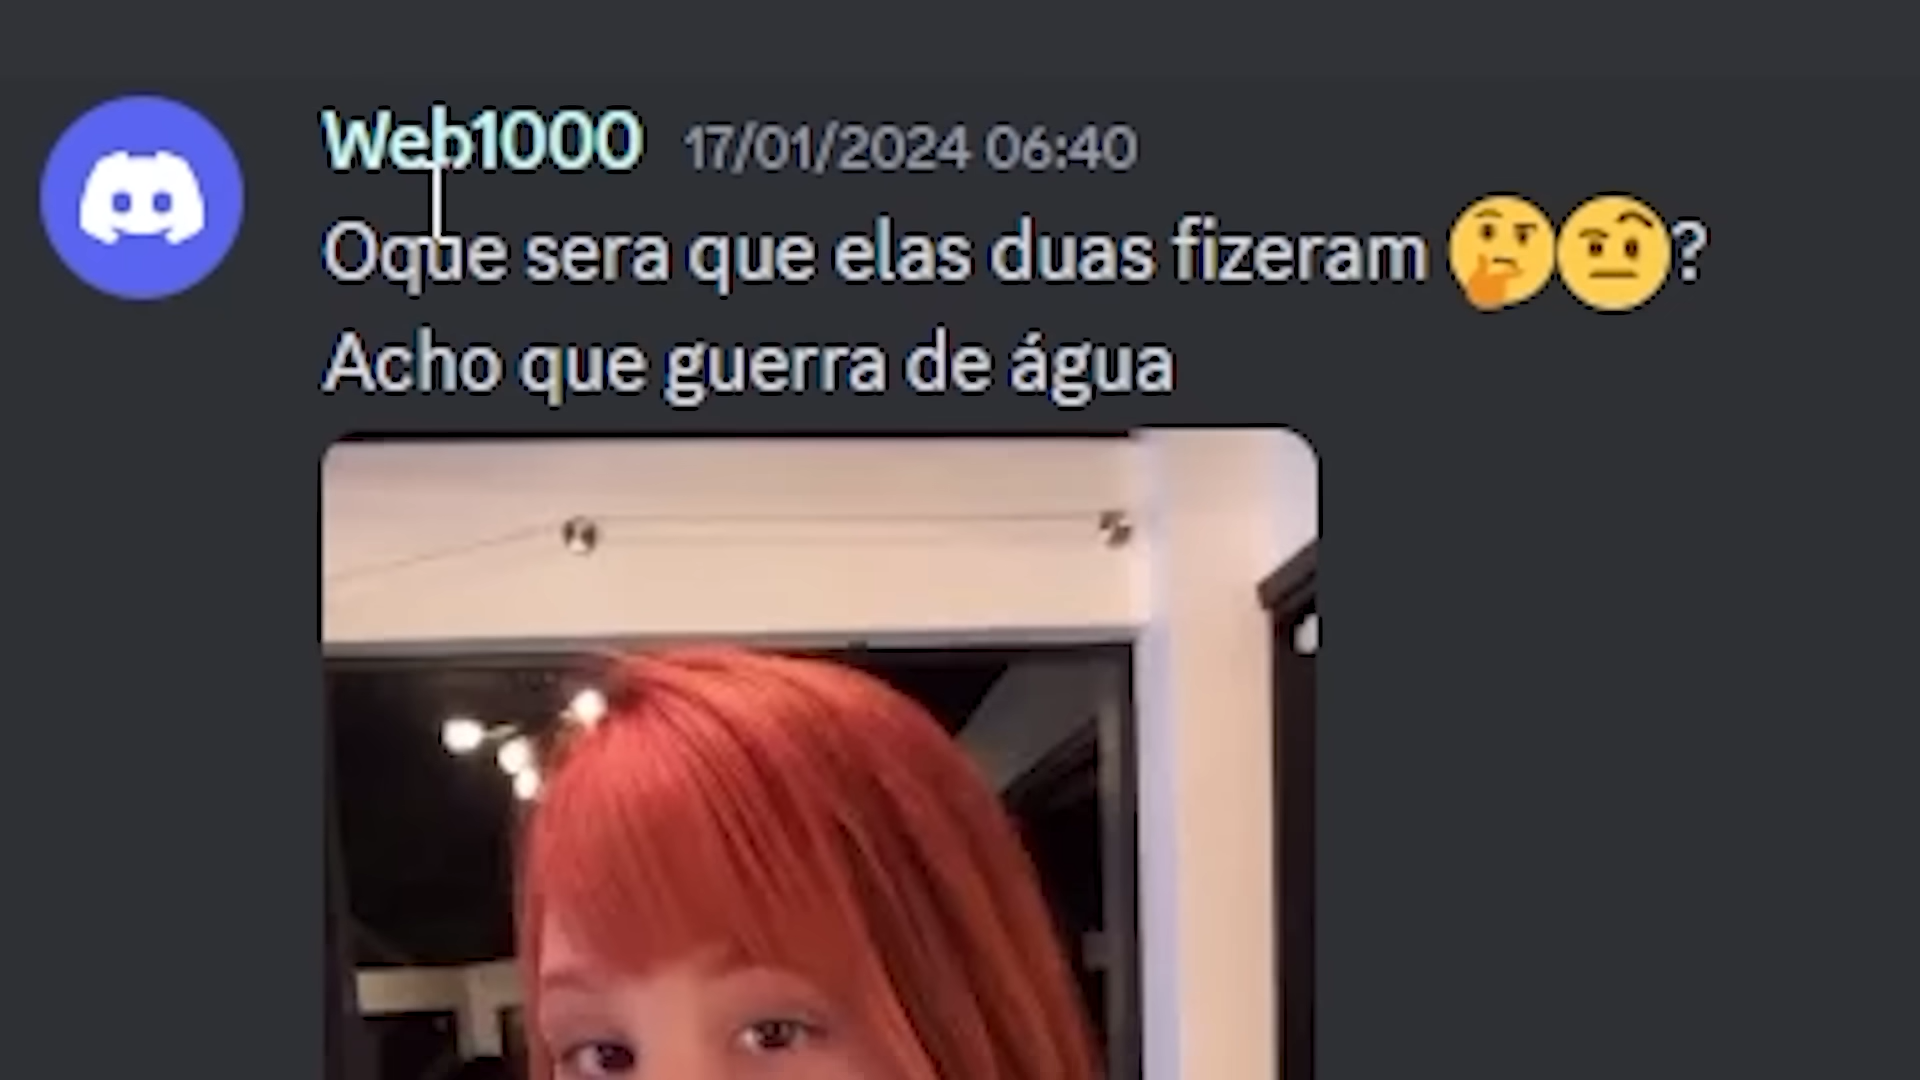 Web1000 17/01/2024 06:40
Oque sera que elas duas fizeram 🤔🤨?
Acho que guerra de água